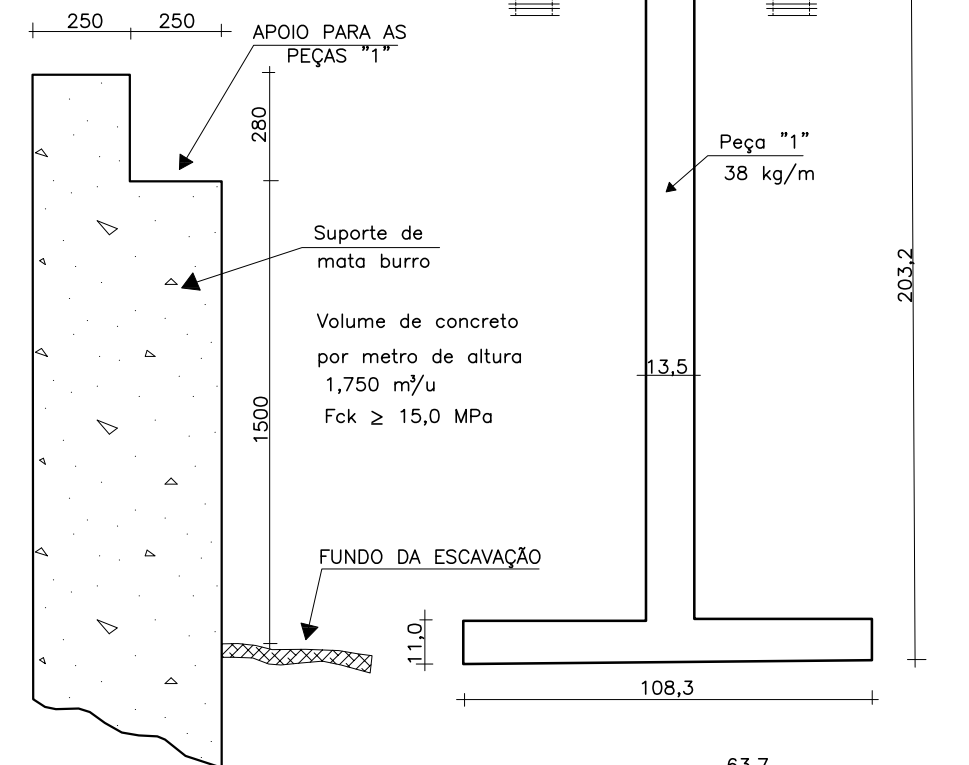 250
250
APOIO PARA AS
PEÇAS "1"
280
Peça "1"
38 kg/m
Suporte de
mata burro
203,2
Volume de concreto
por metro de altura
1,750 m³/u
Fck ≥ 15,0 MPa
13,5
1500
FUNDO DA ESCAVAÇÃO
11,0
108,3
63,7